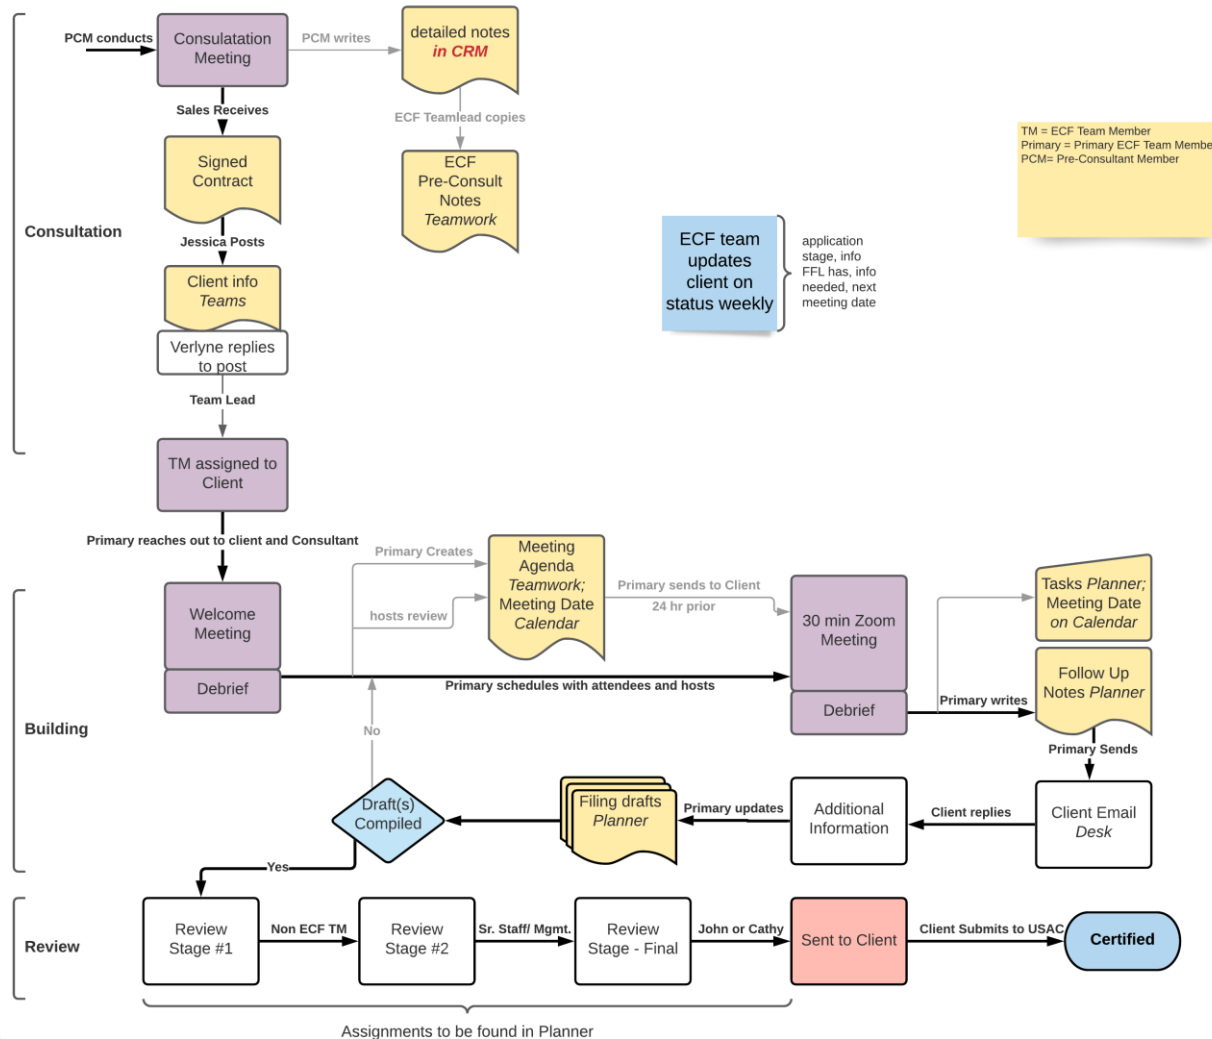 PCM conducts
Consulatation
Meeting
PCM writes
detailed notes
in CRM
Sales Receives
ECF Teamlead copies
Signed
Contract
ECF
Pre-Consult
Notes
Teamwork
TM = ECF Team Member
Primary = Primary ECF Team Membe
PCM= Pre-Consultant Member
Consultation
Jessica Posts
Client info
Teams
ECF team
updates
client on
status weekly
application
stage, info
FFL has, info
needed, next
meeting date
Verlyne replies
to post
Team Lead
TM assigned to
Client
Primary reaches out to client and Consultant
Primary Creates
hosts review
Meeting
Agenda
Teamwork;
Meeting Date
Calendar
Primary sends to Client
24 hr prior
Welcome
Meeting
Debrief
30 min Zoom
Meeting
Debrief
Tasks Planner;
Meeting Date
on Calendar
Primary schedules with attendees and hosts
Primary writes
Follow Up
Notes Planner
Building
No
Primary Sends
Draft(s)
Compiled
Filing drafts
Planner
Primary updates
Additional
Information
Client replies
Client Email
Desk
Yes
Review
Review
Stage #1
Non ECF TM
Review
Stage #2
Sr. Staff/ Mgmt.
Review
Stage - Final
John or Cathy
Sent to Client
Client Submits to USAC
Certified
Assignments to be found in Planner